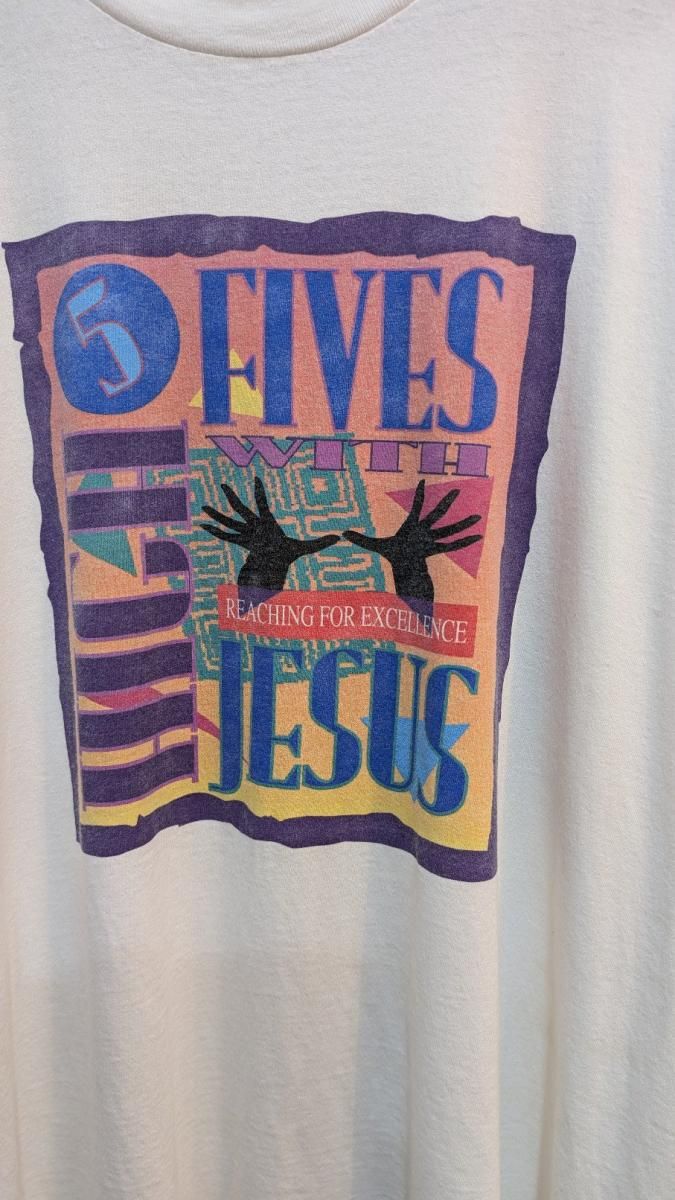 5
HIGH
FIVES
WITH
REACHING FOR EXCELLENCE
JESUS